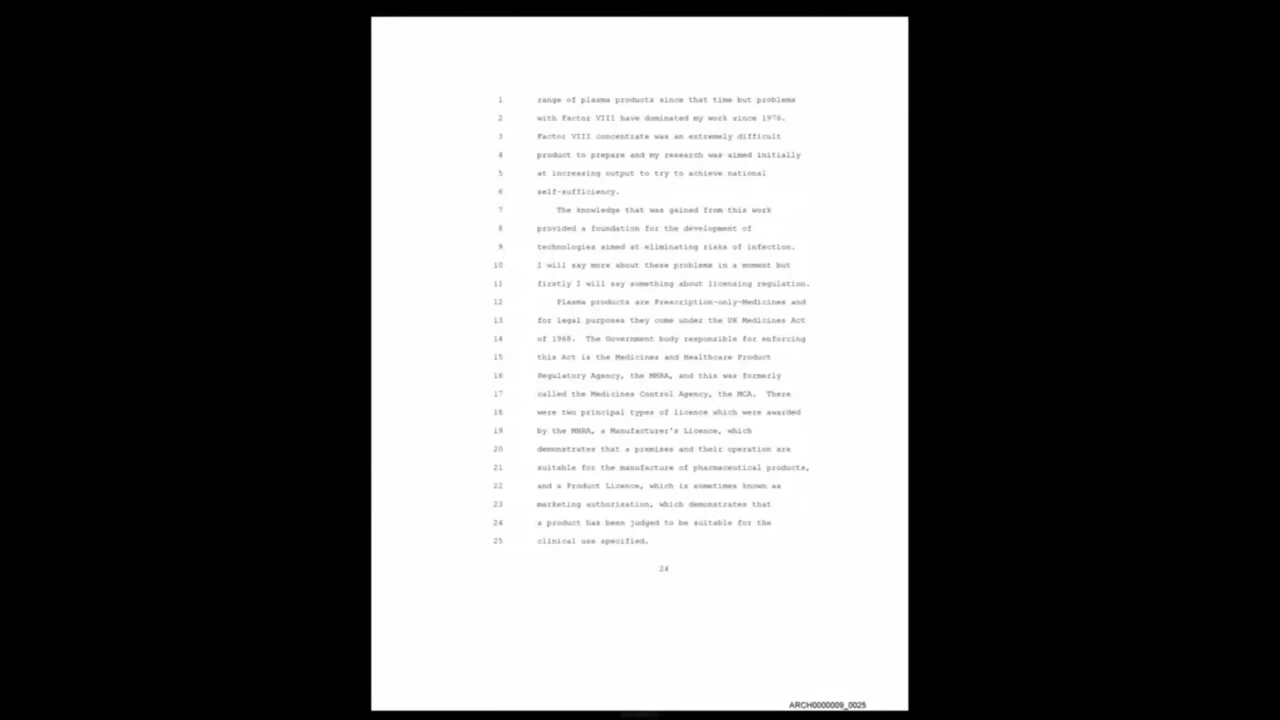 1 range of plasma products since that time but problems
2 with Factor VIII have dominated my work since 1976.
3 Factor VIII concentrate was an extremely difficult
4 product to prepare and my research was aimed initially
5 at increasing output to try to achieve national
6 self-sufficiency.
7 The knowledge that was gained from this work
8 provided a foundation for the development of
9 technologies aimed at eliminating risks of infection.
10 I will say more about these problems in a moment but
11 firstly I will say something about licensing regulation.
12 Plasma products are Prescription-only-Medicines and
13 for legal purposes they come under the UK Medicines Act
14 of 1968. The Government body responsible for enforcing
15 this Act is the Medicines and Healthcare Product
16 Regulatory Agency, the MHRA, and this was formerly
17 called the Medicines Control Agency, the MCA. There
18 were two principal types of licence which were awarded
19 by the MHRA, a Manufacturer's Licence, which
20 demonstrates that a premises and their operation are
21 suitable for the manufacture of pharmaceutical products,
22 and a Product Licence, which is sometimes known as
23 marketing authorisation, which demonstrates that
24 a product has been judged to be suitable for the
25 clinical use specified.
24
ARCH0000009_0025